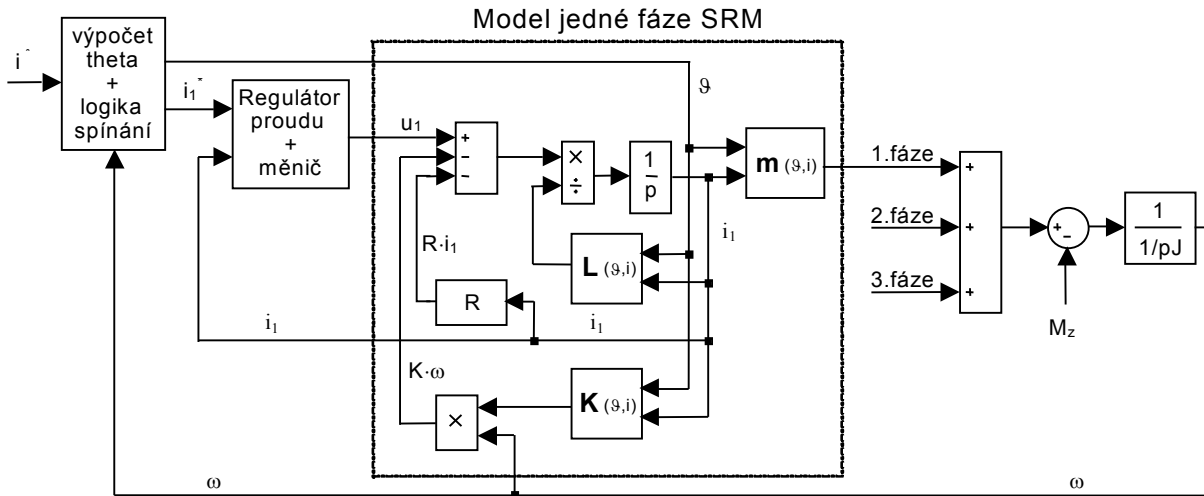 Model jedné fáze SRM
i*
výpočet
theta
+
logika
spínání
i₁*
Regulátor
proudu
+
měnič
u₁
+
−
−
×
÷
1
p
ϑ
m (ϑ,i)
1.fáze
2.fáze
3.fáze
+
+
+
+
−
1
1/pJ
M_z
R·i₁
L (ϑ,i)
i₁
R
i₁
i₁
K·ω
×
K (ϑ,i)
ω
ω